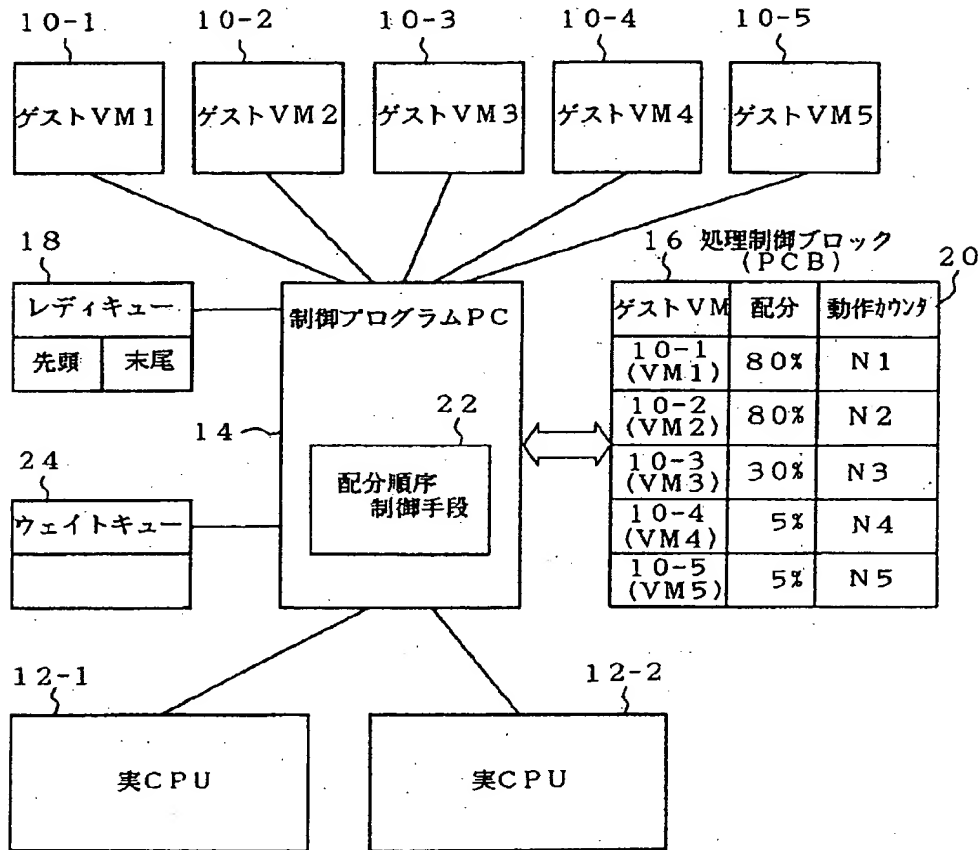 10-1 10-2 10-3 10-4 10-5
ゲストVM1 ゲストVM2 ゲストVM3 ゲストVM4 ゲストVM5
18
レディキュー
先頭 末尾
制御プログラムPC
14
22
配分順序
制御手段
24
ウェイトキュー
16 処理制御ブロック
(PCB)
20
ゲストVM 配分 動作カウンタ
10-1
(VM1) 80% N1
10-2
(VM2) 80% N2
10-3
(VM3) 30% N3
10-4
(VM4) 5% N4
10-5
(VM5) 5% N5
12-1 12-2
実CPU 実CPU